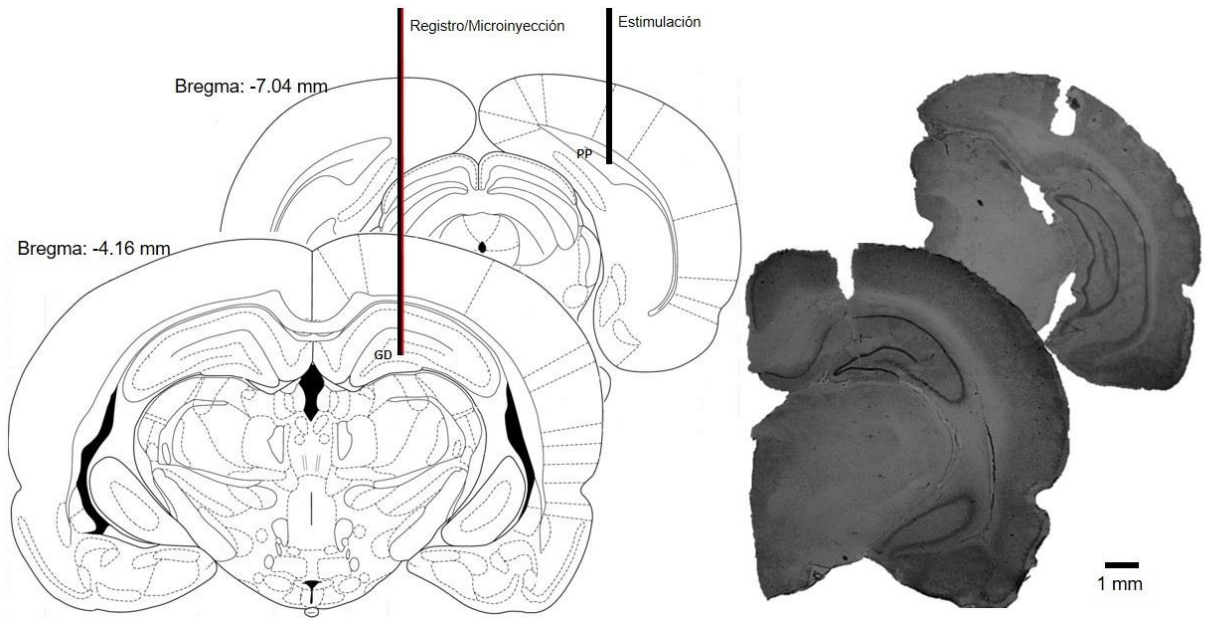 Registro/Microinyección
Estimulación
Bregma: -7.04 mm
PP
Bregma: -4.16 mm
GD
1 mm